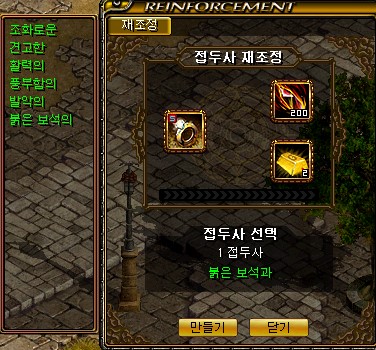 조화로운
견고한
활력의
풍부함의
발악의
붉은 보석의
REINFORCEMENT
재조정
접두사 재조정
200
2
접두사 선택
1 접두사
붉은 보석과
만들기
닫기